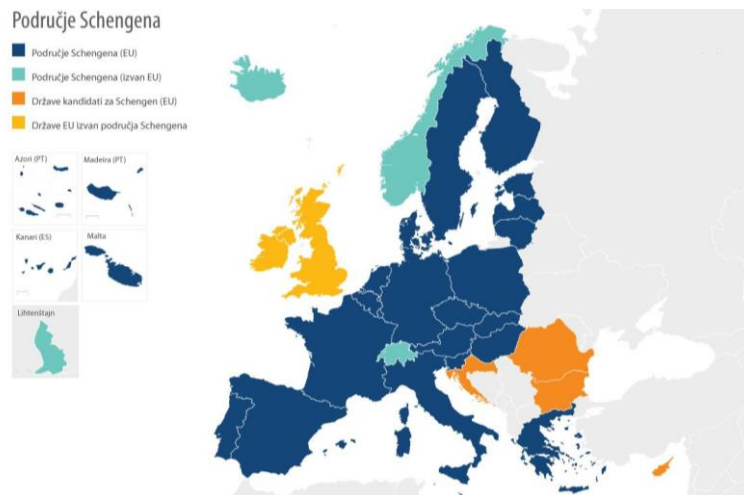 Područje Schengena
Područje Schengena (EU)
Područje Schengena (izvan EU)
Države kandidati za Schengen (EU)
Države EU izvan područja Schengena
Azori (PT)
Madeira (PT)
Kanari (ES)
Malta
Lihtenštajn